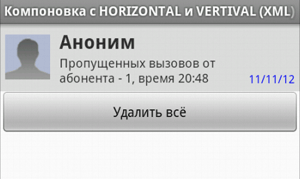 Компоновка с HORIZONTAL и VERTIVAL (XML)
Аноним
Пропущенных вызовов от
абонента - 1, время 20:48
11/11/12
Удалить всё